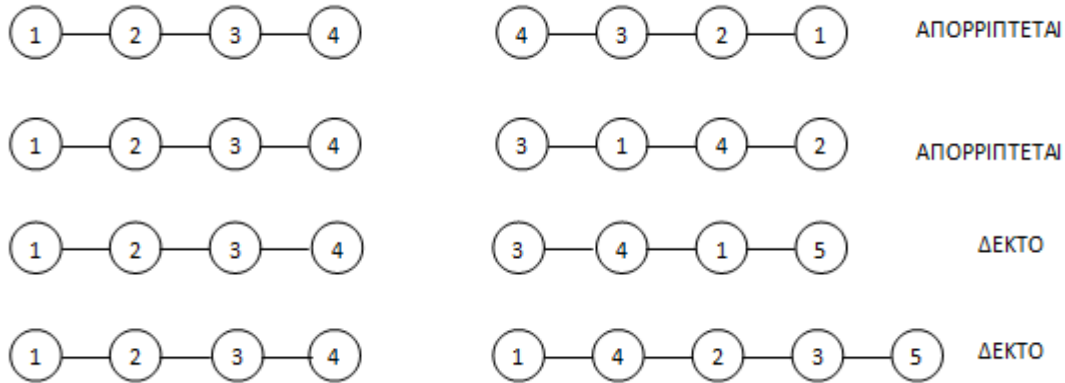 1 2 3 4 4 3 2 1 ΑΠΟΡΡΙΠΤΕΤΑΙ
1 2 3 4 3 1 4 2 ΑΠΟΡΡΙΠΤΕΤΑΙ
1 2 3 4 3 4 1 5 ΔΕΚΤΟ
1 2 3 4 1 4 2 3 5 ΔΕΚΤΟ